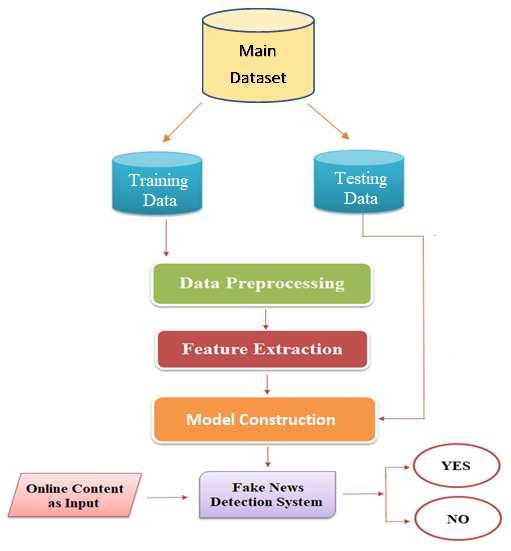 Main
Dataset
Training
Data
Testing
Data
Data Preprocessing
Feature Extraction
Model Construction
Online Content
as Input
Fake News
Detection System
YES
NO